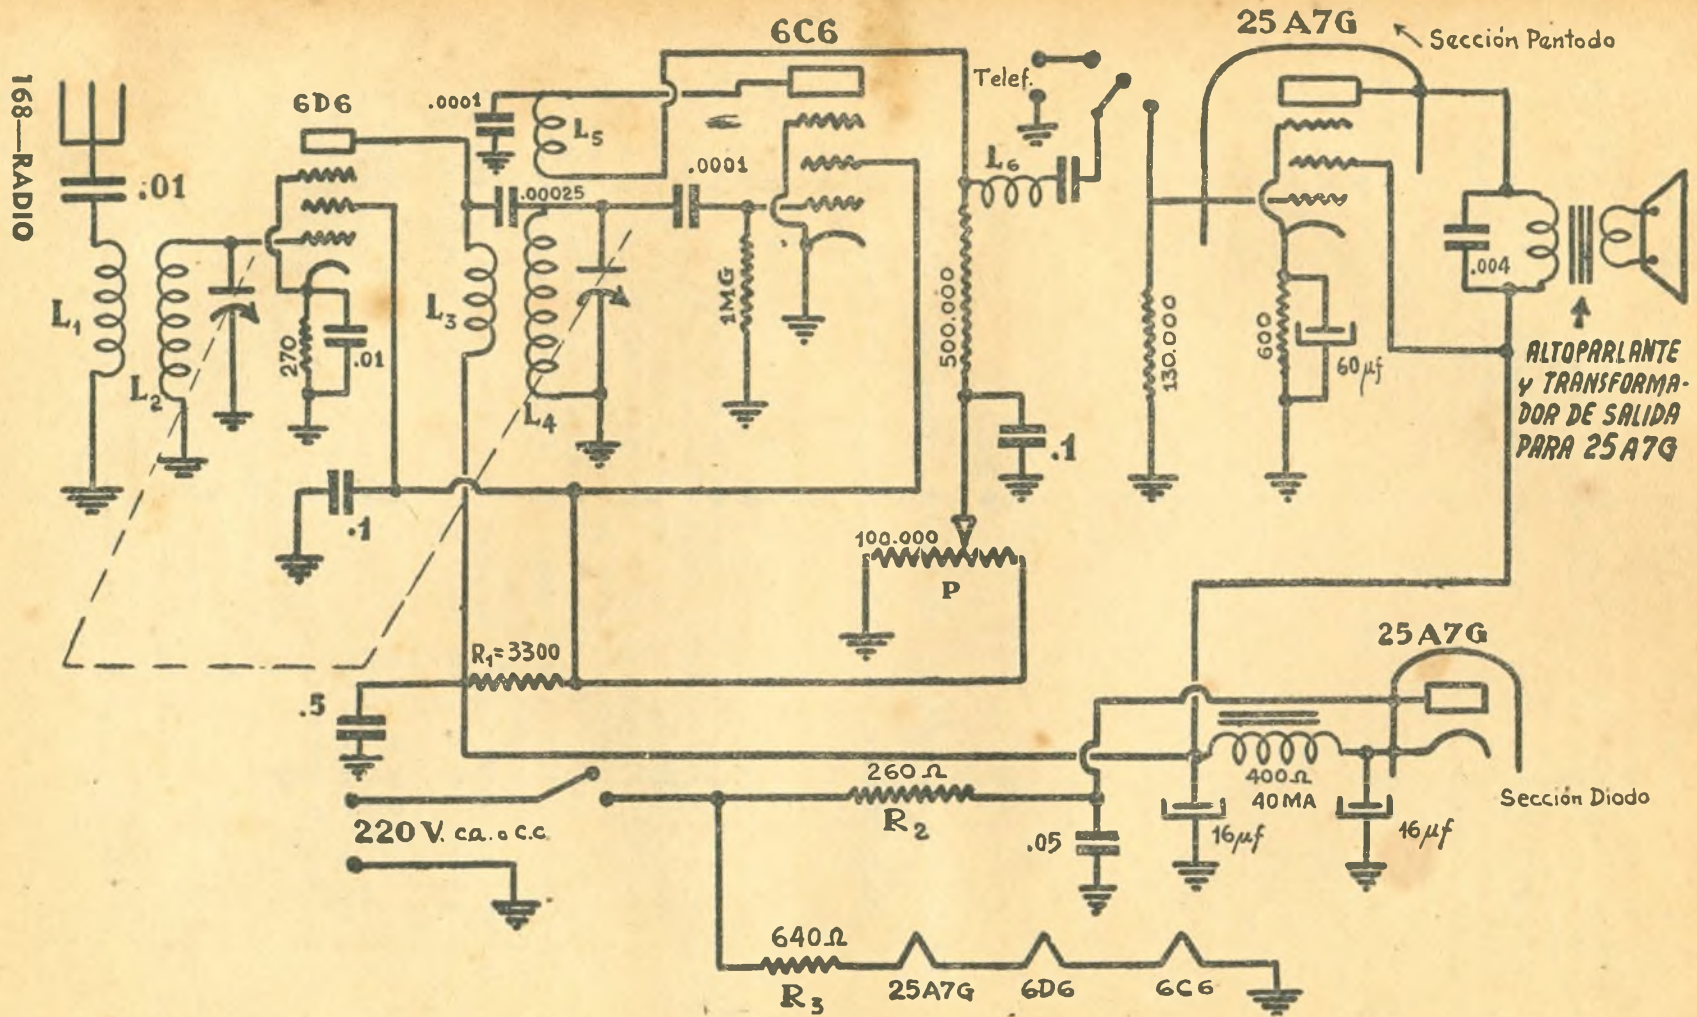 168—RADIO
6D6
6C6
25A7G
Sección Pentodo
.01
.0001
L5
.00025
.0001
Telef.
L6
L1
L2
270
.01
L3
L4
1MG
500.000
130.000
600
60µf
.004
ALTOPARLANTE
Y TRANSFORMA-
DOR DE SALIDA
PARA 25A7G
.1
.1
100.000
P
R1=3300
.5
25A7G
Sección Diodo
400Ω
40MA
16µf
16µf
260Ω
R2
.05
220V. ca. o c.c.
640Ω
R3
25A7G
6D6
6C6